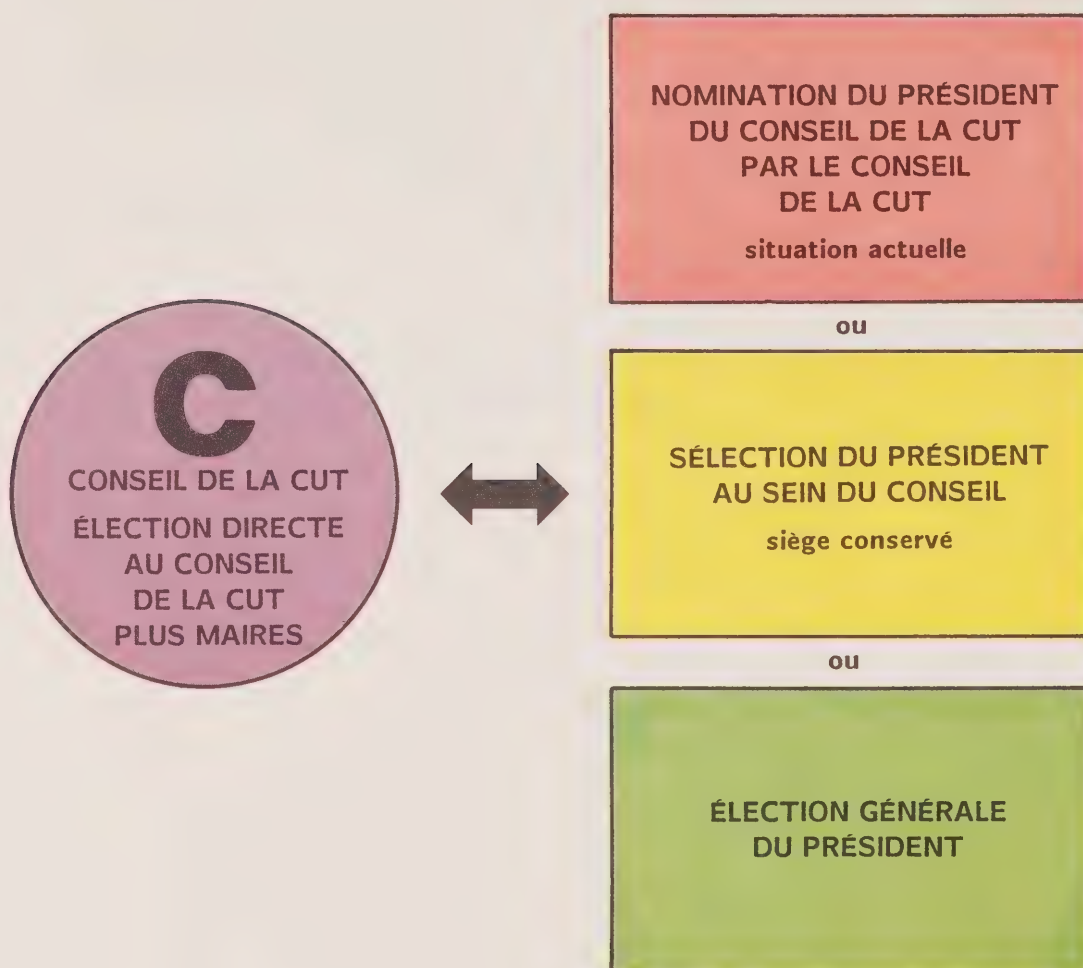 C
CONSEIL DE LA CUT
ÉLECTION DIRECTE
AU CONSEIL
DE LA CUT
PLUS MAIRES
NOMINATION DU PRÉSIDENT
DU CONSEIL DE LA CUT
PAR LE CONSEIL
DE LA CUT
situation actuelle
ou
SÉLECTION DU PRÉSIDENT
AU SEIN DU CONSEIL
siège conservé
ou
ÉLECTION GÉNÉRALE
DU PRÉSIDENT